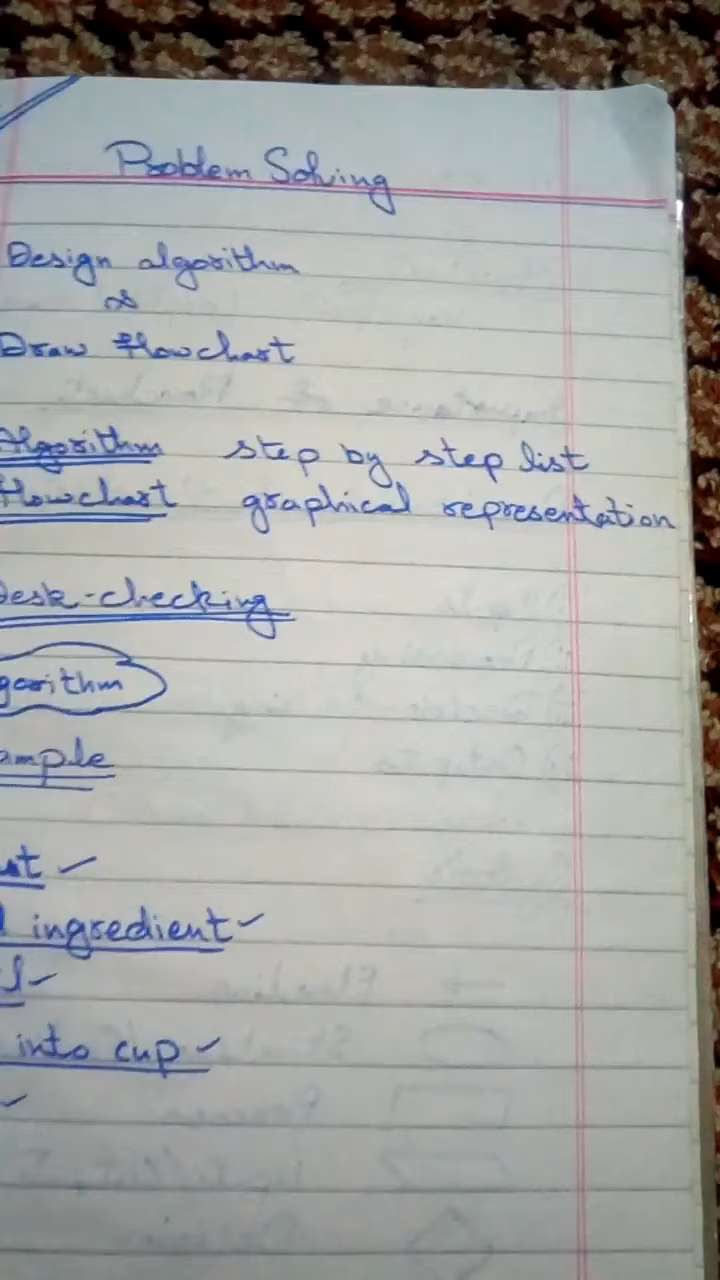 Problem Solving
Design algorithm
or
Draw flowchart
Algorithm step by step list
flowchart graphical representation
Desk-checking
gorithm
ample
ingredient
into cup